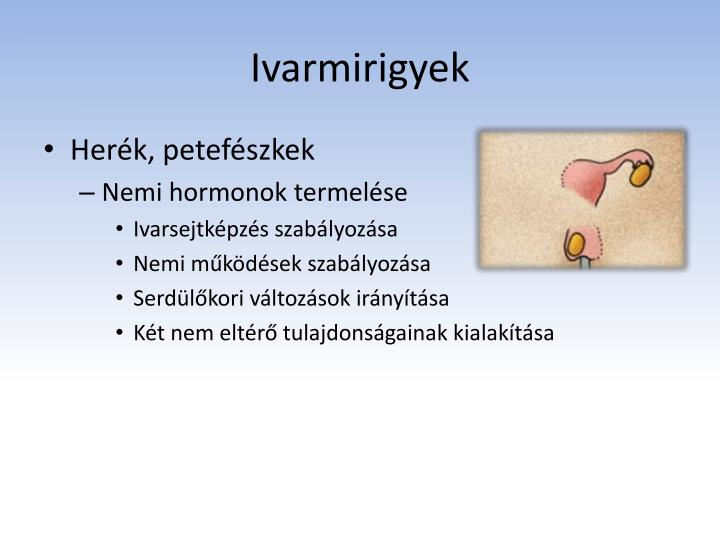 Ivarmirigyek
• Herék, petefészkek
– Nemi hormonok termelése
• Ivarsejtképzés szabályozása
• Nemi működések szabályozása
• Serdülőkori változások irányítása
• Két nem eltérő tulajdonságainak kialakítása